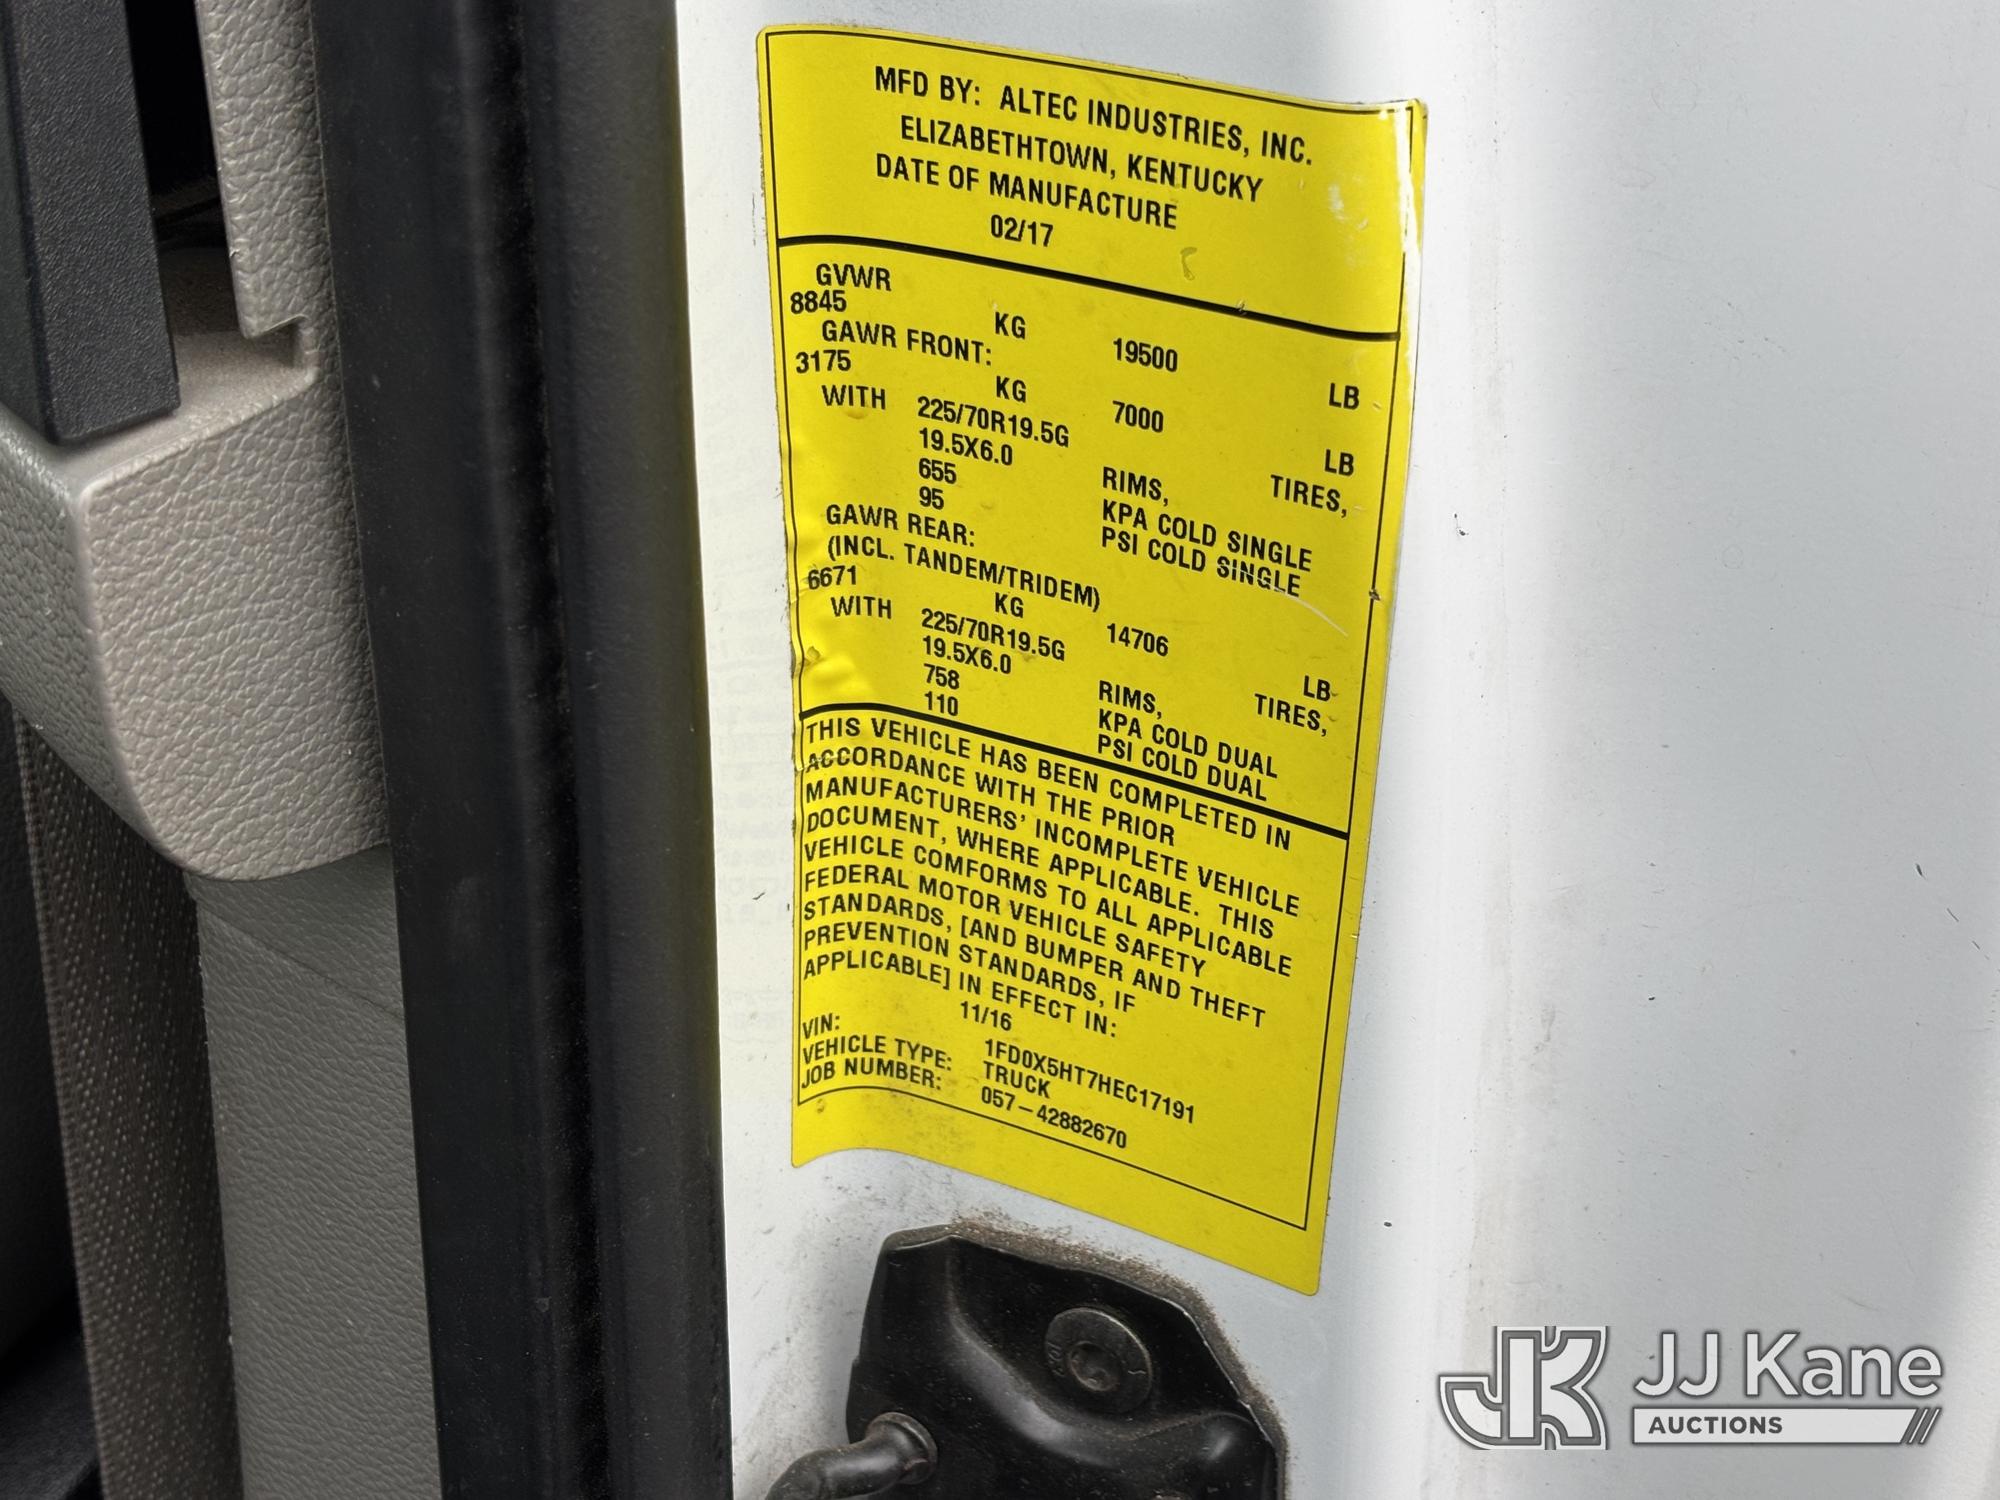 MFD BY: ALTEC INDUSTRIES, INC.
ELIZABETHTOWN, KENTUCKY
DATE OF MANUFACTURE
02/17
GVWR
8845 KG 19500 LB
GAWR FRONT:
3175 KG 7000 LB
WITH 225/70R19.5G TIRES,
19.5X6.0 RIMS,
655 KPA COLD SINGLE
95 PSI COLD SINGLE
GAWR REAR:
(INCL. TANDEM/TRIDEM)
6671 KG 14706 LB
WITH 225/70R19.5G TIRES,
19.5X6.0 RIMS,
758 KPA COLD DUAL
110 PSI COLD DUAL
THIS VEHICLE HAS BEEN COMPLETED IN
ACCORDANCE WITH THE PRIOR
MANUFACTURERS' INCOMPLETE VEHICLE
DOCUMENT, WHERE APPLICABLE. THIS
VEHICLE COMFORMS TO ALL APPLICABLE
FEDERAL MOTOR VEHICLE SAFETY
STANDARDS, [AND BUMPER AND THEFT
PREVENTION STANDARDS, IF
APPLICABLE] IN EFFECT IN:
11/16
VIN: 1FD0X5HT7HEC17191
VEHICLE TYPE: TRUCK
JOB NUMBER: 057-42882670
JK JJ Kane
AUCTIONS